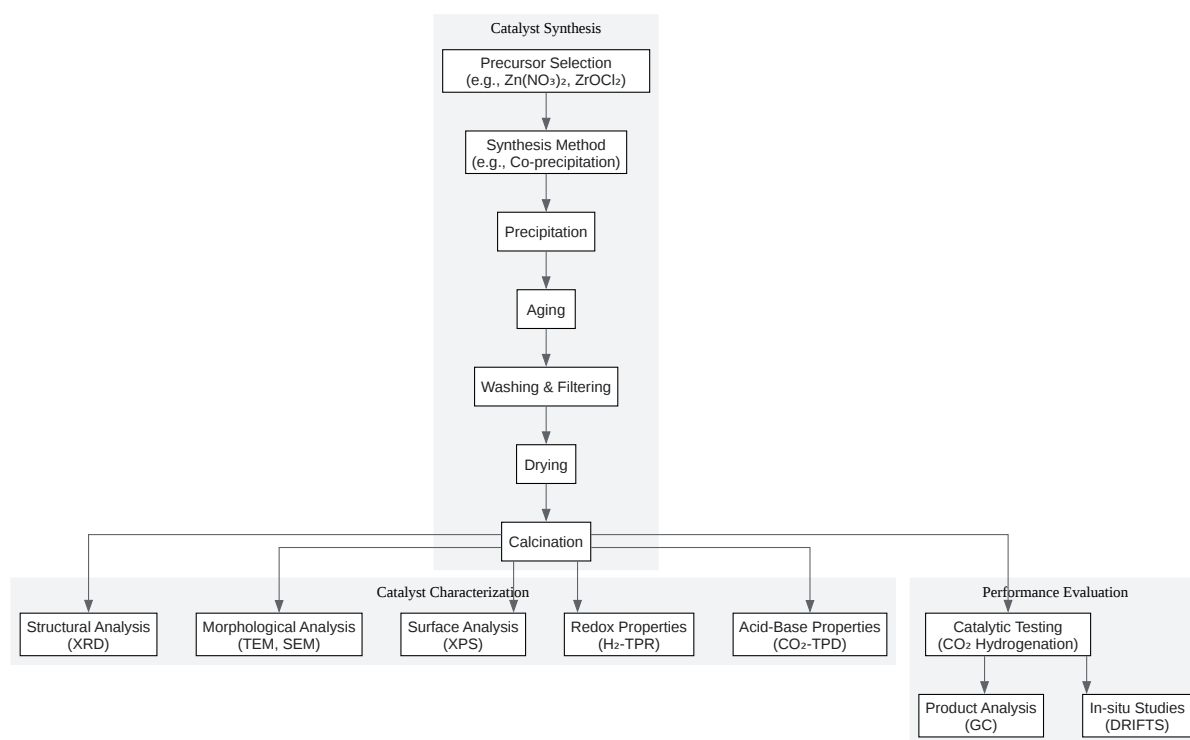 Catalyst Synthesis
Precursor Selection
(e.g., Zn(NO₃)₂, ZrOCl₂)
Synthesis Method
(e.g., Co-precipitation)
Precipitation
Aging
Washing & Filtering
Drying
Calcination
Catalyst Characterization
Structural Analysis
(XRD)
Morphological Analysis
(TEM, SEM)
Surface Analysis
(XPS)
Redox Properties
(H₂-TPR)
Acid-Base Properties
(CO₂-TPD)
Performance Evaluation
Catalytic Testing
(CO₂ Hydrogenation)
Product Analysis
(GC)
In-situ Studies
(DRIFTS)